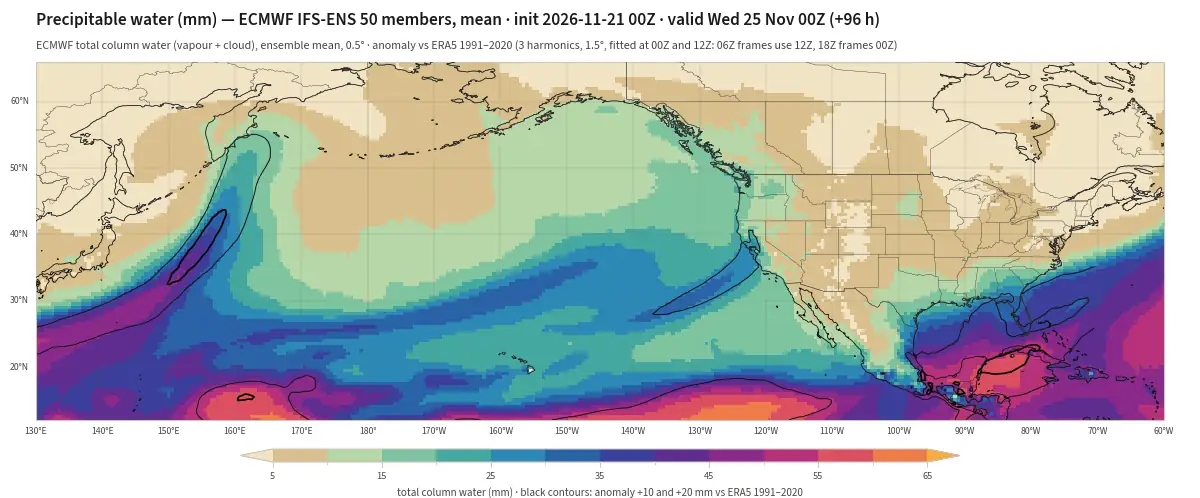 Precipitable water (mm) — ECMWF IFS-ENS 50 members, mean · init 2026-11-21 00Z · valid Wed 25 Nov 00Z (+96 h)
ECMWF total column water (vapour + cloud), ensemble mean, 0.5° · anomaly vs ERA5 1991–2020 (3 harmonics, 1.5°, fitted at 00Z and 12Z: 06Z frames use 12Z, 18Z frames 00Z)
60°N
50°N
40°N
30°N
20°N
130°E 140°E 150°E 160°E 170°E 180° 170°W 160°W 150°W 140°W 130°W 120°W 110°W 100°W 90°W 80°W 70°W 60°W
5 15 25 35 45 55 65
total column water (mm) · black contours: anomaly +10 and +20 mm vs ERA5 1991–2020